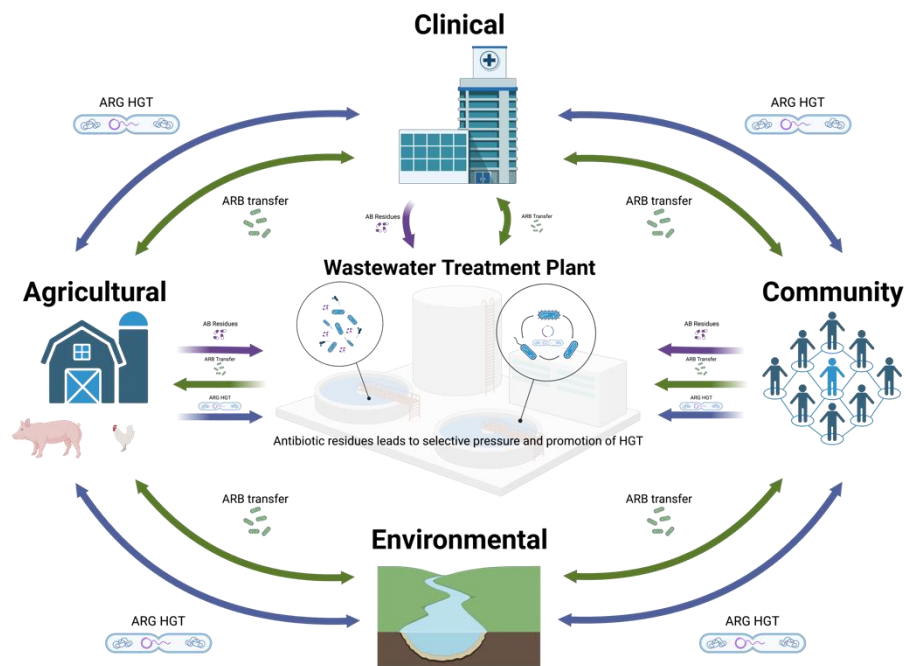 Clinical
ARG HGT
ARG HGT
ARB transfer
ARB transfer
AB Residues
ARB Transfer
Wastewater Treatment Plant
Agricultural
Community
AB Residues
AB Residues
ARB Transfer
ARB Transfer
ARG HGT
ARG HGT
Antibiotic residues leads to selective pressure and promotion of HGT
ARB transfer
ARB transfer
Environmental
ARG HGT
ARG HGT